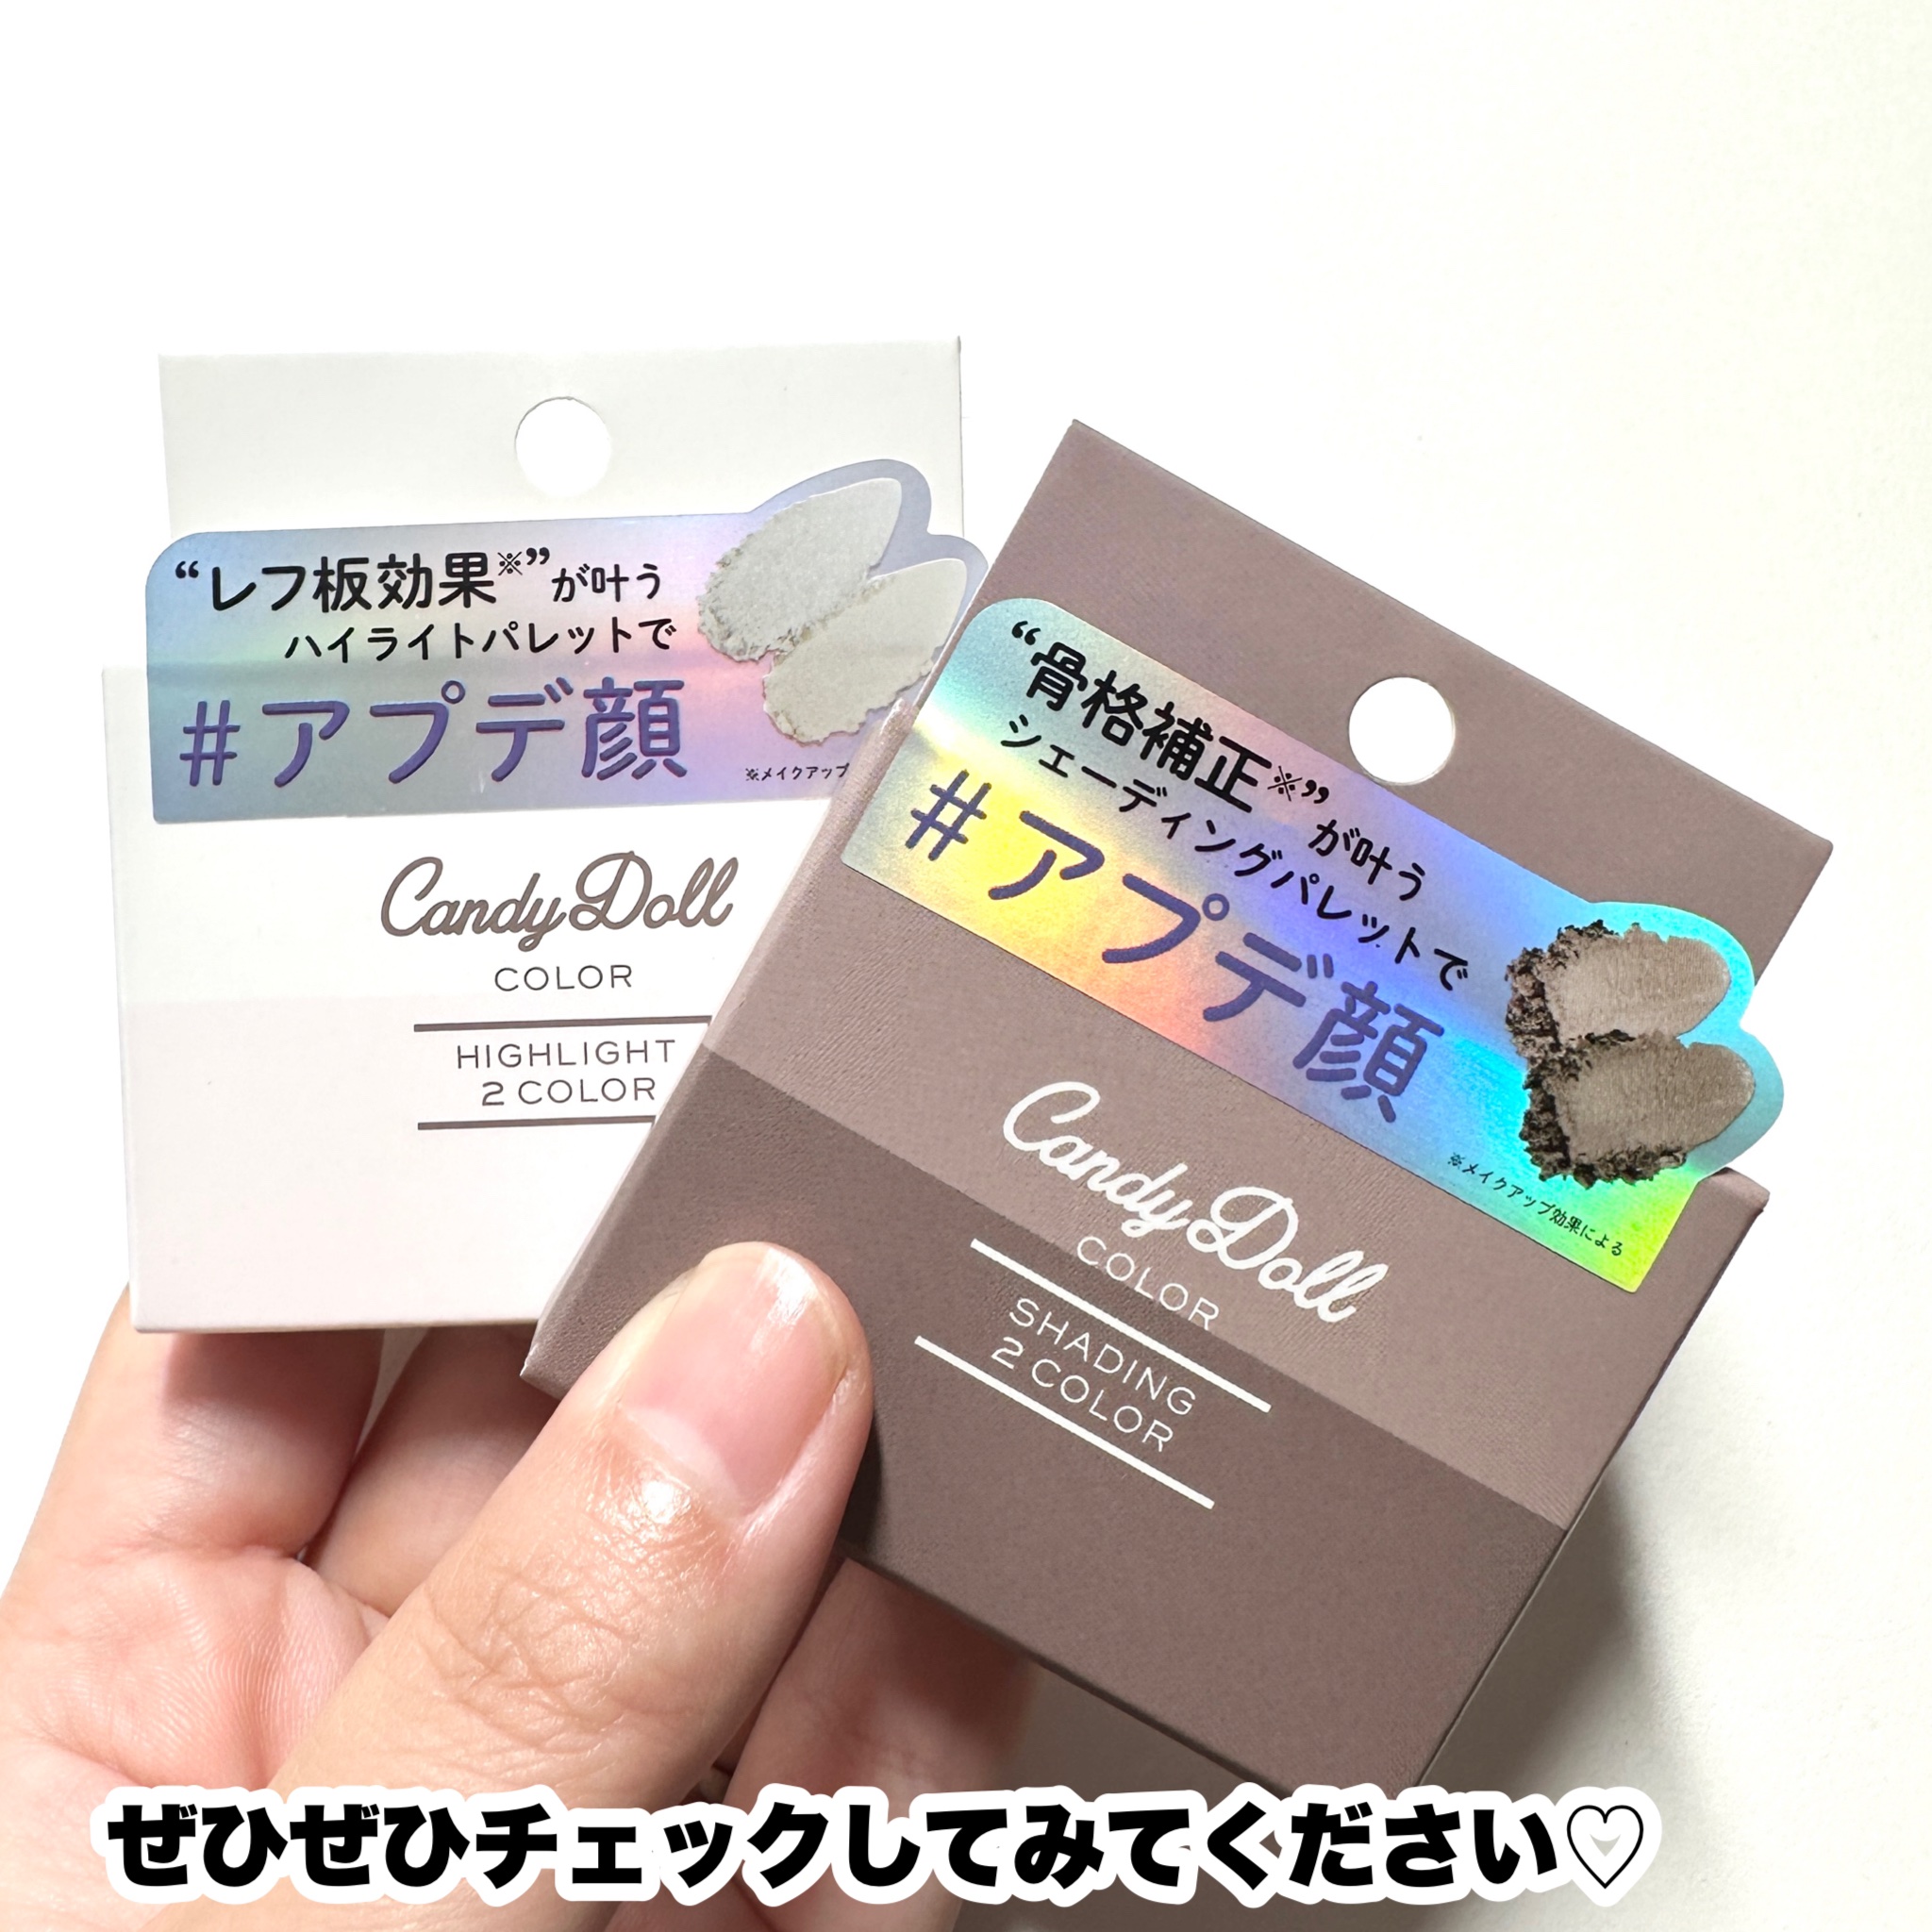 “レフ板効果※”が叶う
ハイライトパレットで
#アプデ顔
※メイクアップ
Candy Doll
COLOR
HIGHLIGHT
2 COLOR
“骨格補正※”が叶う
シェーディングパレットで
#アプデ顔
※メイクアップ効果による
Candy Doll
COLOR
SHADING
2 COLOR
ぜひぜひチェックしてみてください♡